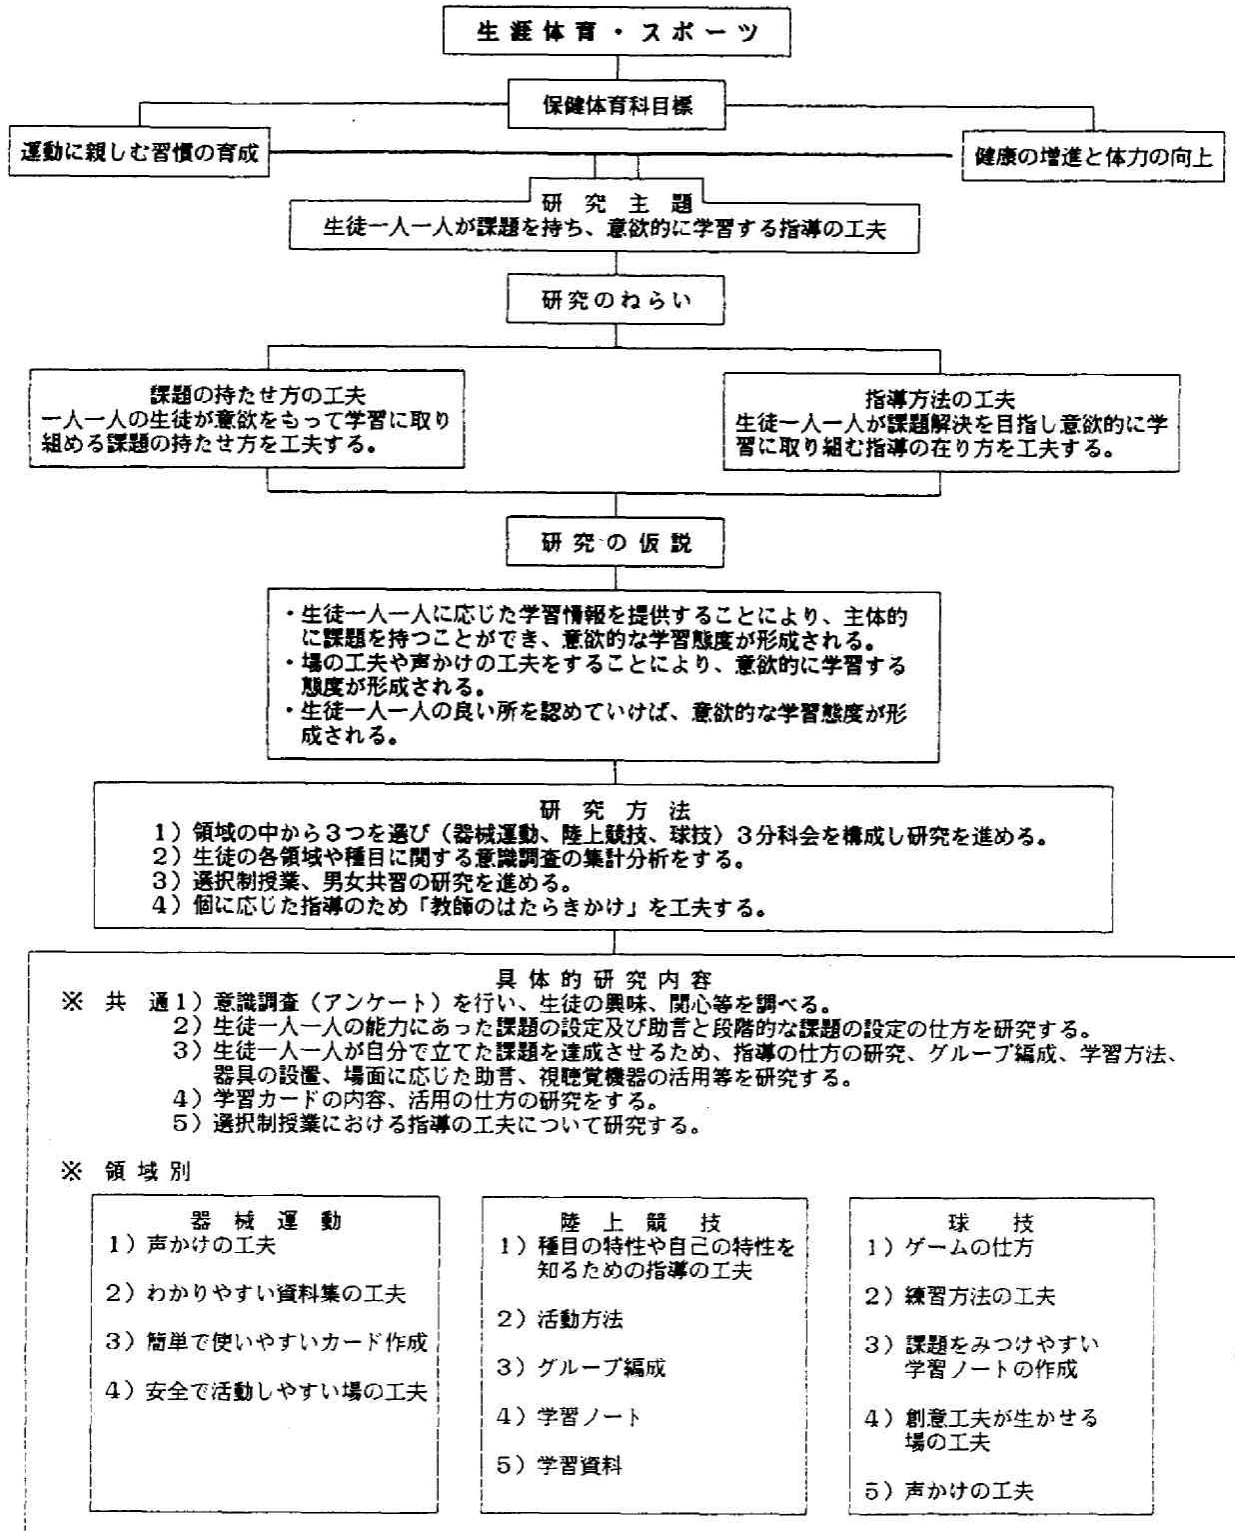 生涯体育・スポーツ
保健体育科目標
運動に親しむ習慣の育成
健康の増進と体力の向上
研究主題
生徒一人一人が課題を持ち、意欲的に学習する指導の工夫
研究のねらい
課題の持たせ方の工夫
一人一人の生徒が意欲をもって学習に取り
組める課題の持たせ方を工夫する。
指導方法の工夫
生徒一人一人が課題解決を目指し意欲的に学
習に取り組む指導の在り方を工夫する。
研究の仮説
・生徒一人一人に応じた学習情報を提供することにより、主体的
に課題を持つことができ、意欲的な学習態度が形成される。
・場の工夫や声かけの工夫をすることにより、意欲的に学習する
態度が形成される。
・生徒一人一人の良い所を認めていけば、意欲的な学習態度が形
成される。
研究方法
1)領域の中から3つを選び(器械運動、陸上競技、球技)3分科会を構成し研究を進める。
2)生徒の各領域や種目に関する意識調査の集計分析をする。
3)選択制授業、男女共習の研究を進める。
4)個に応じた指導のため「教師のはたらきかけ」を工夫する。
具体的研究内容
※ 共 通1)意識調査(アンケート)を行い、生徒の興味、関心等を調べる。
2)生徒一人一人の能力にあった課題の設定及び助言と段階的な課題の設定の仕方を研究する。
3)生徒一人一人が自分で立てた課題を達成させるため、指導の仕方の研究、グループ編成、学習方法、
器具の設置、場面に応じた助言、視聴覚機器の活用等を研究する。
4)学習カードの内容、活用の仕方の研究をする。
5)選択制授業における指導の工夫について研究する。
※ 領域別
器械運動
1)声かけの工夫
2)わかりやすい資料集の工夫
3)簡単で使いやすいカード作成
4)安全で活動しやすい場の工夫
陸上競技
1)種目の特性や自己の特性を
知るための指導の工夫
2)活動方法
3)グループ編成
4)学習ノート
5)学習資料
球技
1)ゲームの仕方
2)練習方法の工夫
3)課題をみつけやすい
学習ノートの作成
4)創意工夫が生かせる
場の工夫
5)声かけの工夫